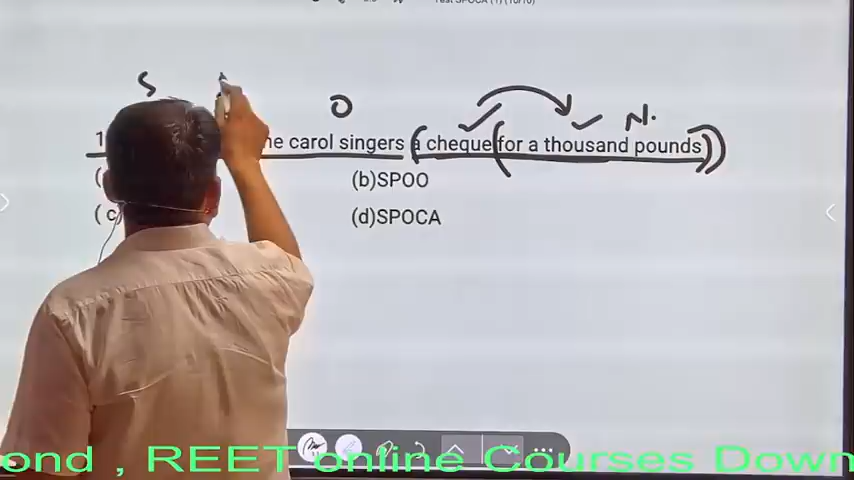 Test SPOCA (1) (10/10)
S O N.
he carol singers a cheque for a thousand pounds
( (b)SPOO
( c (d)SPOCA
ond , REET online Courses Down